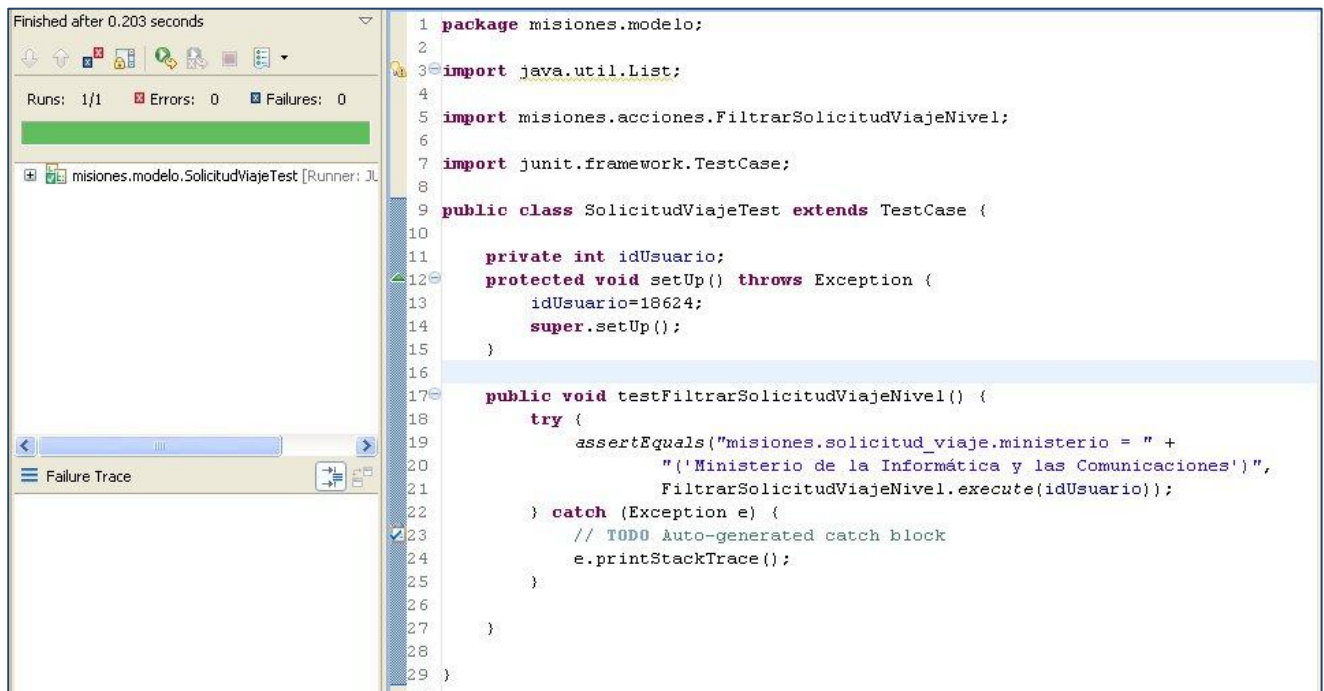 Finished after 0.203 seconds
Runs: 1/1 Errors: 0 Failures: 0
misiones.modelo.SolicitudViajeTest [Runner: JU
Failure Trace
1 package misiones.modelo;
2
3 import java.util.List;
4
5 import misiones.acciones.FiltrarSolicitudViajeNivel;
6
7 import junit.framework.TestCase;
8
9 public class SolicitudViajeTest extends TestCase {
10
11 private int idUsuario;
12 protected void setUp() throws Exception {
13 idUsuario=18624;
14 super.setUp();
15 }
16
17 public void testFiltrarSolicitudViajeNivel() {
18 try {
19 assertEquals("misiones.solicitud_viaje.ministerio = " +
20 "('Ministerio de la Informática y las Comunicaciones')",
21 FiltrarSolicitudViajeNivel.execute(idUsuario));
22 } catch (Exception e) {
23 // TODO Auto-generated catch block
24 e.printStackTrace();
25 }
26
27 }
28
29 }